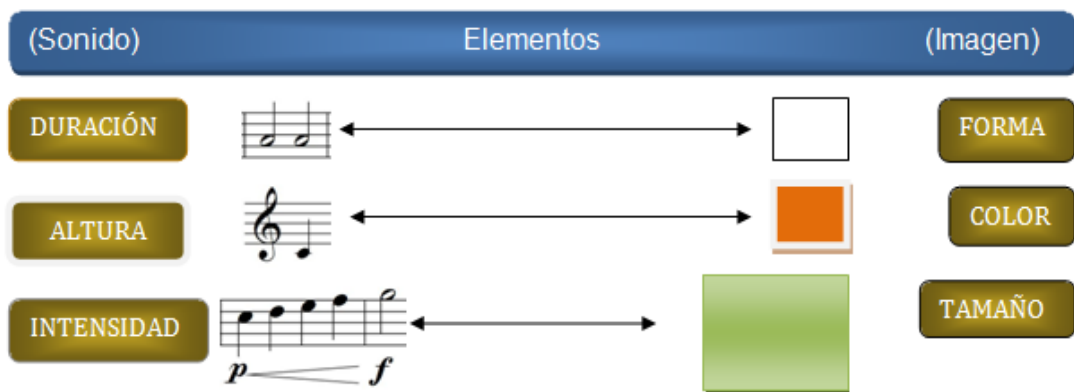 (Sonido) Elementos (Imagen)
DURACIÓN FORMA
ALTURA COLOR
INTENSIDAD TAMAÑO
p f